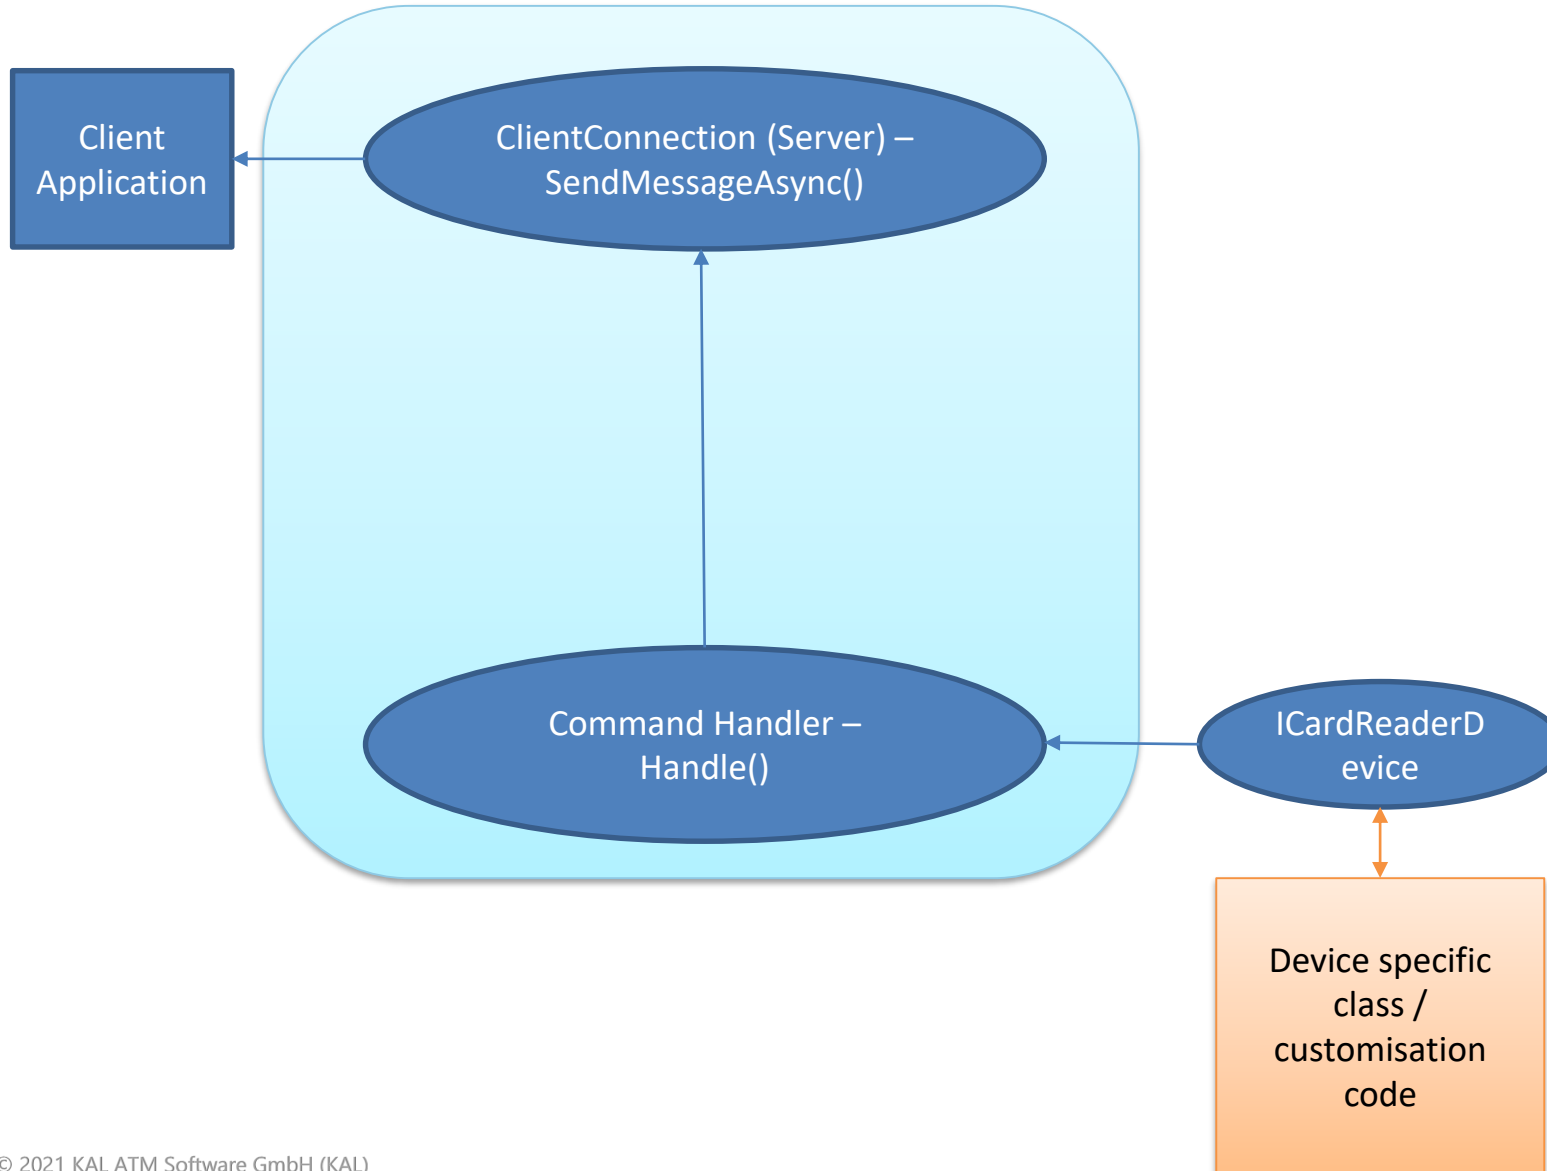 Client
Application
ClientConnection (Server) –
SendMessageAsync()
Command Handler –
Handle()
ICardReaderD
evice
Device specific
class /
customisation
code
© 2021 KAL ATM Software GmbH (KAL)